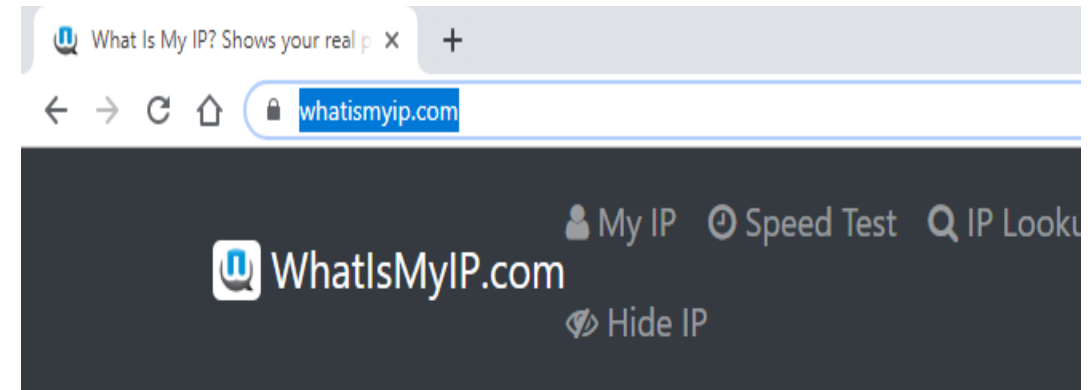 What Is My IP? Shows your real p
whatismyip.com
My IP Speed Test IP Looku
WhatIsMyIP.com
Hide IP